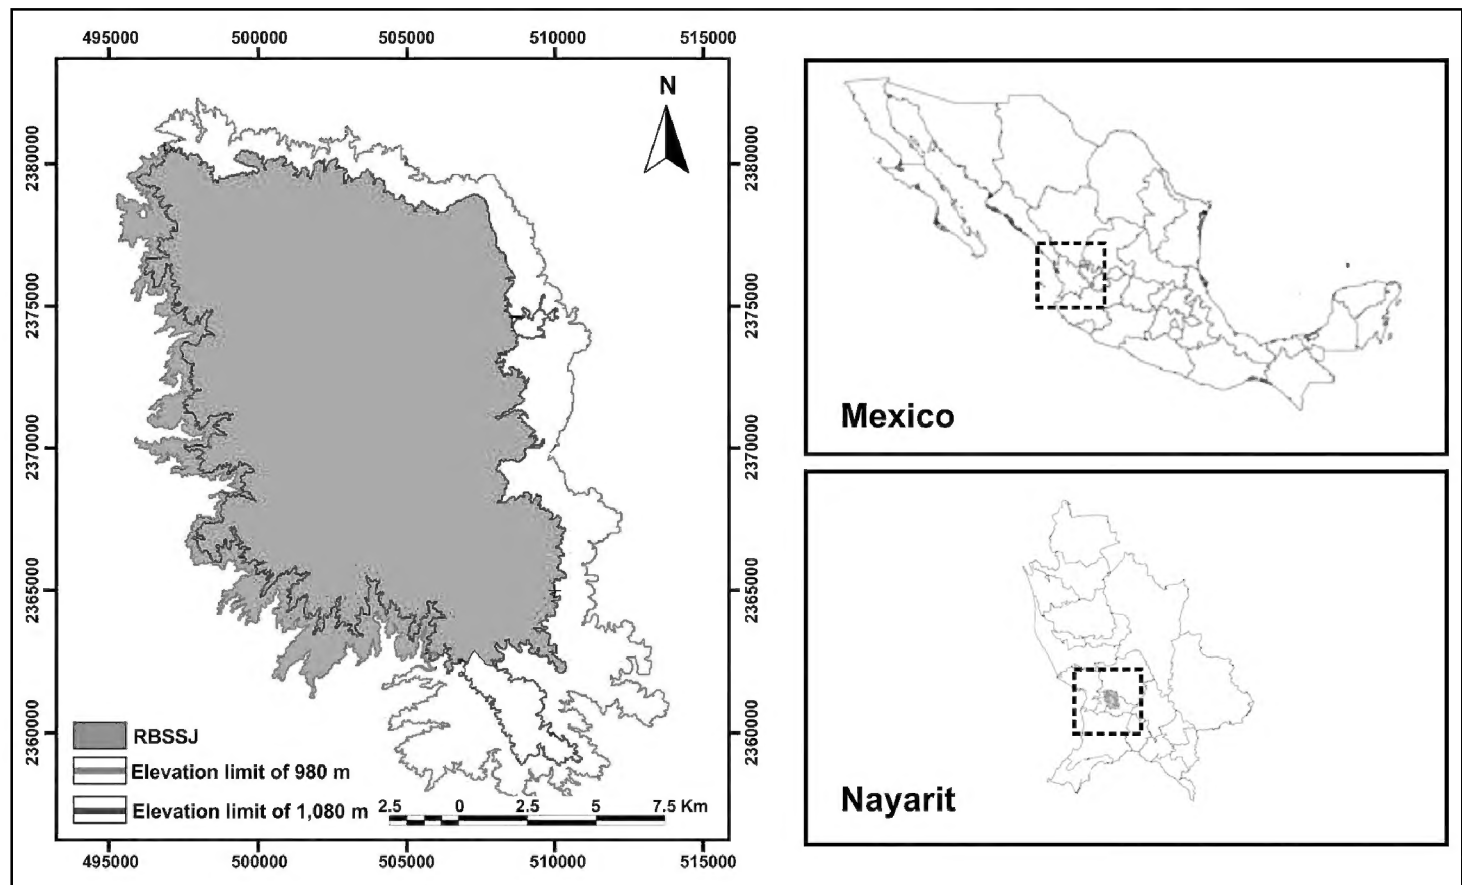 495000 500000 505000 510000 515000
N
2380000 2380000
2375000 2375000
2370000 2370000
2365000 2365000
2360000 2360000
RBSSJ
Elevation limit of 980 m
Elevation limit of 1,080 m
2.5 0 2.5 5 7.5 Km
495000 500000 505000 510000 515000
Mexico
Nayarit